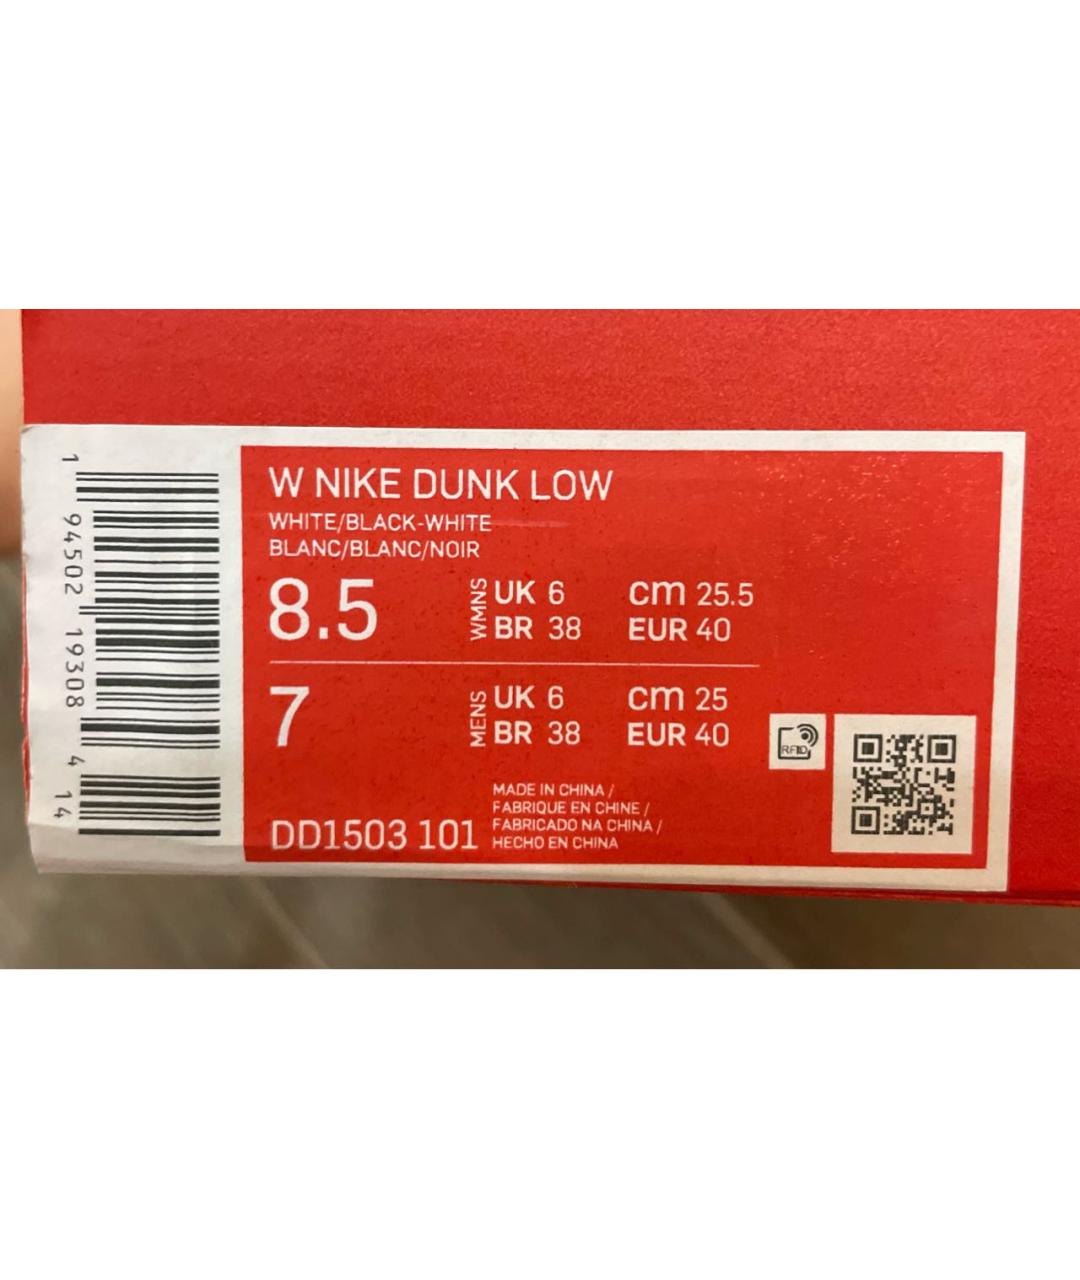 W NIKE DUNK LOW
WHITE/BLACK-WHITE
BLANC/BLANC/NOIR
8.5 WMNS UK 6 cm 25.5
BR 38 EUR 40
7 MENS UK 6 cm 25
BR 38 EUR 40
RFID
MADE IN CHINA /
FABRIQUE EN CHINE /
FABRICADO NA CHINA /
HECHO EN CHINA
DD1503 101
1 94502 19308 4 14